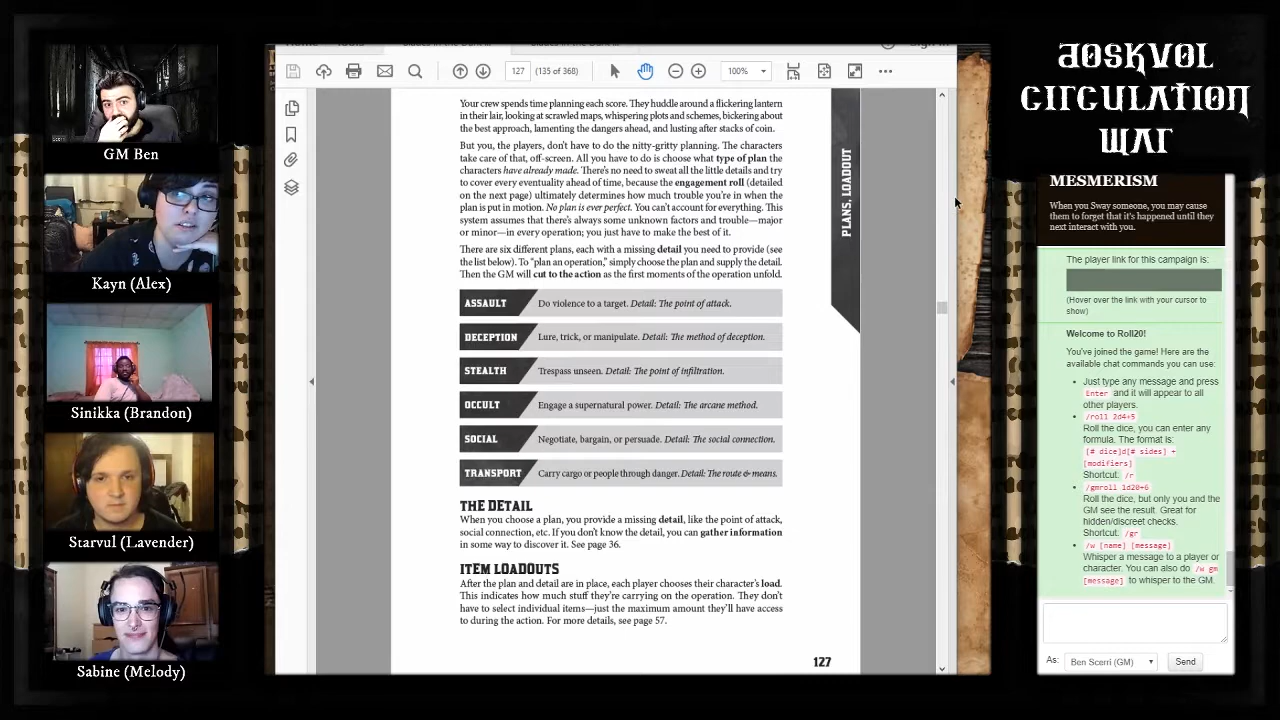 GM Ben
Kayn (Alex)
Sinikka (Brandon)
Starvul (Lavender)
Sabine (Melody)
127
(135 of 368)
100%
Your crew spends time planning each score. They huddle around a flickering lantern
in their lair, looking at scrawled maps, whispering plots and schemes, bickering about
the best approach, lamenting the dangers ahead, and lusting after stacks of coin.
But you, the players, don't have to do the nitty-gritty planning. The characters
take care of that, off-screen. All you have to do is choose what type of plan the
characters have already made. There's no need to sweat all the little details and try
to cover every eventuality ahead of time, because the engagement roll (detailed
on the next page) ultimately determines how much trouble you're in when the
plan is put in motion. No plan is ever perfect. You can't account for everything. This
system assumes that there's always some unknown factors and trouble—major
or minor—in every operation; you just have to make the best of it.
There are six different plans, each with a missing detail you need to provide (see
the list below). To "plan an operation," simply choose the plan and supply the detail.
Then the GM will cut to the action as the first moments of the operation unfold.
ASSAULT Do violence to a target. Detail: The point of attack.
DECEPTION Lure, trick, or manipulate. Detail: The method of deception.
STEALTH Trespass unseen. Detail: The point of infiltration.
OCCULT Engage a supernatural power. Detail: The arcane method.
SOCIAL Negotiate, bargain, or persuade. Detail: The social connection.
TRANSPORT Carry cargo or people through danger. Detail: The route & means.
THE DETAIL
When you choose a plan, you provide a missing detail, like the point of attack,
social connection, etc. If you don't know the detail, you can gather information
in some way to discover it. See page 36.
ITEM LOADOUTS
After the plan and detail are in place, each player chooses their character's load.
This indicates how much stuff they're carrying on the operation. They don't
have to select individual items—just the maximum amount they'll have access
to during the action. For more details, see page 57.
127
PLANS, LOADOUT
CIRCULATION
MESMERISM
When you Sway someone, you may cause
them to forget that it's happened until they
next interact with you.
The player link for this campaign is:
(Hover over the link with your cursor to
show)
Welcome to Roll20!
You've joined the game! Here are the
available chat commands you can use:
Just type any message and press
Enter and it will appear to all
other players.
/roll 2d4+5
Roll the dice, you can enter any
formula. The format is:
[# dice]d[# sides] +
[modifiers]
Shortcut: /r
/gmroll 1d20+6
Roll the dice, but only you and the
GM see the result. Great for
hidden/discreet checks.
Shortcut: /gr
/w [name] [message]
Whisper a message to a player or
character. You can also do /w gm
[message] to whisper to the GM.
As: Ben Scerri (GM) Send